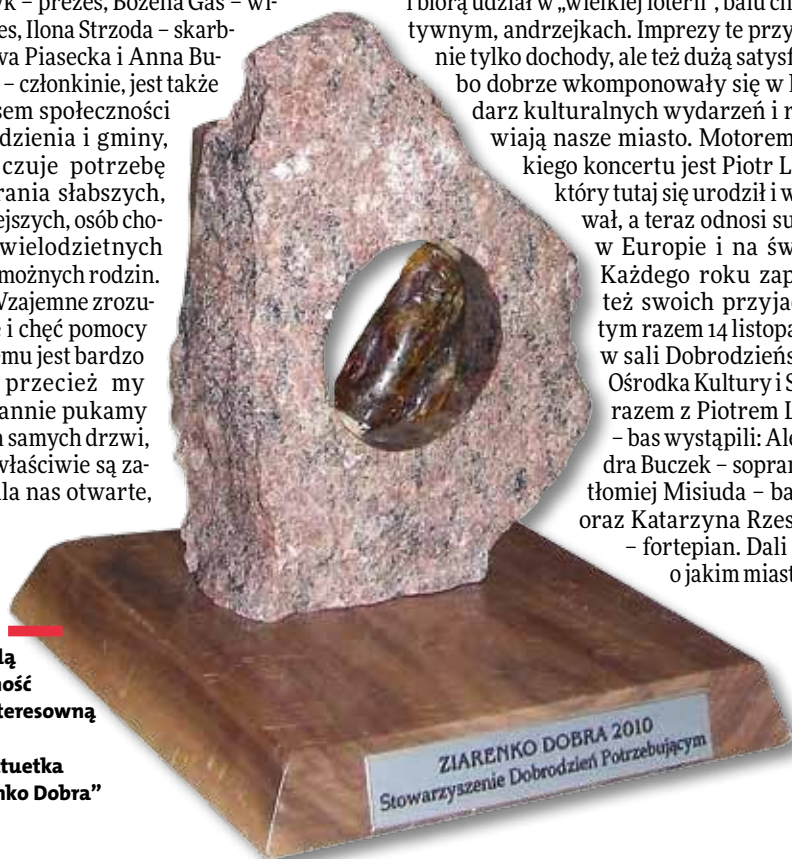 yk – prezes, Bożena Gaś – wi-
es, Ilona Strzoda – skarb-
wa Piasecka i Anna Bu-
– członkinie, jest także
sem społeczności
dzienia i gminy,
czuje potrzebę
rania słabszych,
ejszych, osób cho-
wielodzietnych
możnych rodzin.
Wzajemne zrozu-
e i chęć pomocy
emu jest bardzo
przecież my
annie pukamy
h samych drzwi,
właściwie są za-
dla nas otwarte,
lą
ność
teresowną
tuetka
nko Dobra”
i biorą udział w „wielkiej loterii”, balu ch
tywnym, andrzejkach. Imprezy te przy
nie tylko dochody, ale też dużą satysf
bo dobrze wkomponowały się w
darz kulturalnych wydarzeń i
wiają nasze miasto. Motorem
kiego koncertu jest Piotr L
który tutaj się urodził i w
wał, a teraz odnosi su
w Europie i na św
Każdego roku zap
też swoich przyja
tym razem 14 listopa
w sali Dobrodzieńs
Ośrodka Kultury i S
razem z Piotrem L
– bas wystąpili: Ale
dra Buczek – sopran
tłomiej Misiuda – ba
oraz Katarzyna Rzes
– fortepian. Dali
o jakim miast
ZIARENKO DOBRA 2010
Stowarzyszenie Dobrodzień Potrzebującym